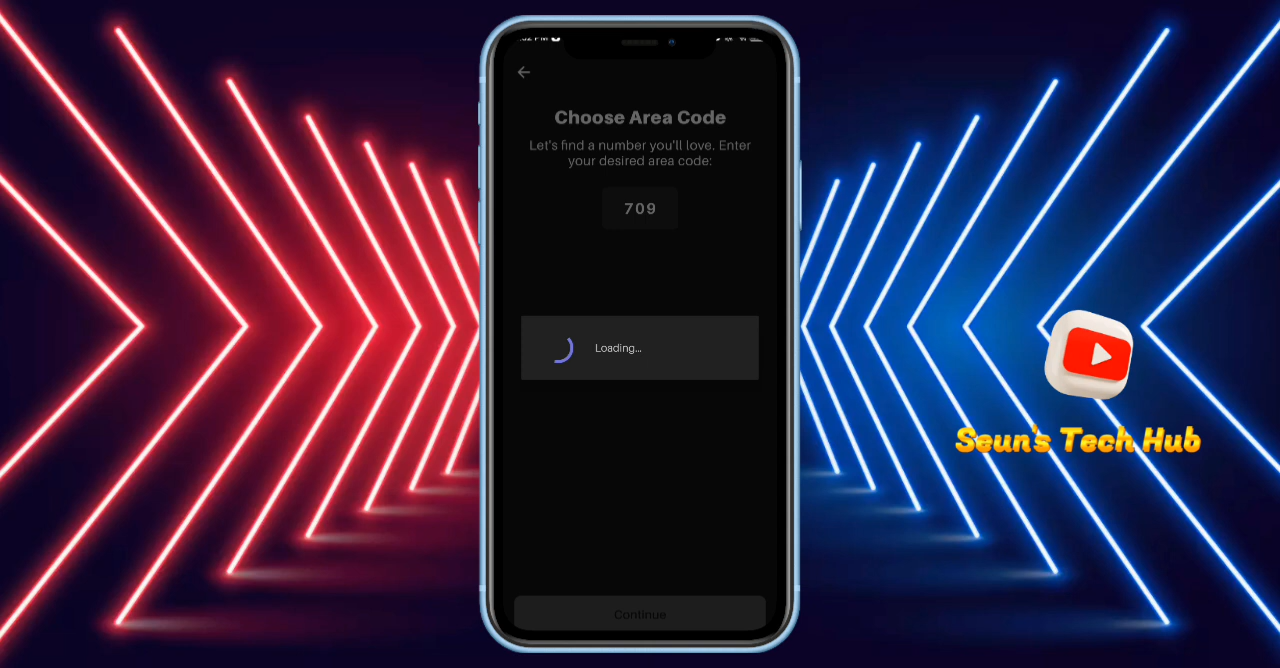 Choose Area Code
Let's find a number you'll love. Enter
your desired area code:
709
Loading...
Continue
Seun's Tech Hub